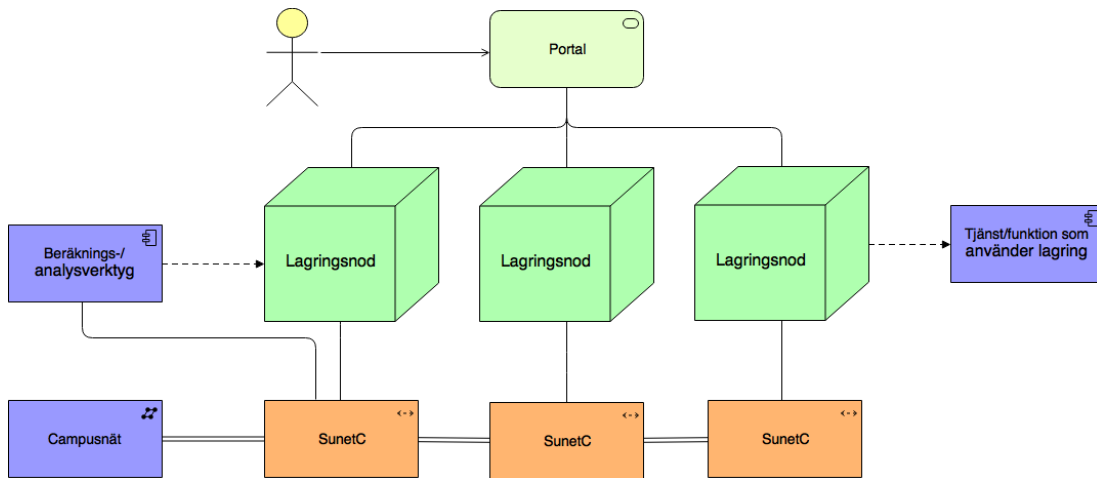 Portal
Lagringsnod
Lagringsnod
Lagringsnod
Beräknings-/
analysverktyg
Tjänst/funktion som
använder lagring
Campusnät
SunetC
SunetC
SunetC